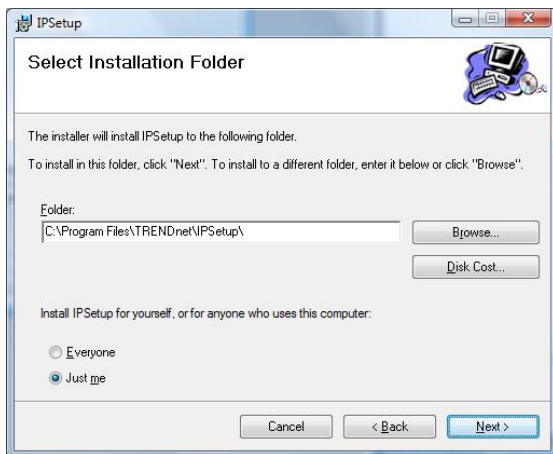 IPSetup
Select Installation Folder
The installer will install IPSetup to the following folder.
To install in this folder, click "Next". To install to a different folder, enter it below or click "Browse".
Folder:
C:\Program Files\TRENDnet\IPSetup\
Browse...
Disk Cost...
Install IPSetup for yourself, or for anyone who uses this computer:
Everyone
Just me
Cancel
< Back
Next >